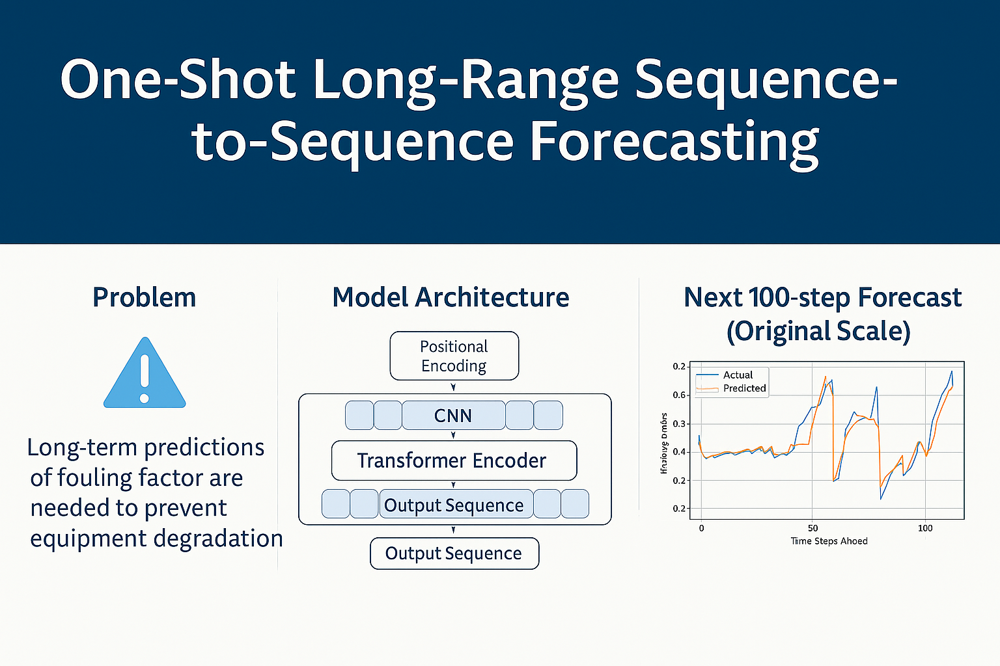 One-Shot Long-Range Sequence-
to-Sequence Forecasting
Problem
Long-term predictions
of fouling factor are
needed to prevent
equipment degradation
Model Architecture
Positional
Encoding
CNN
Transformer Encoder
Output Sequence
Output Sequence
Next 100-step Forecast
(Original Scale)
Actual
Predicted
0.2
0.6
0.3
0.4
0.2
0.2
0
50
100
Time Steps Ahoed